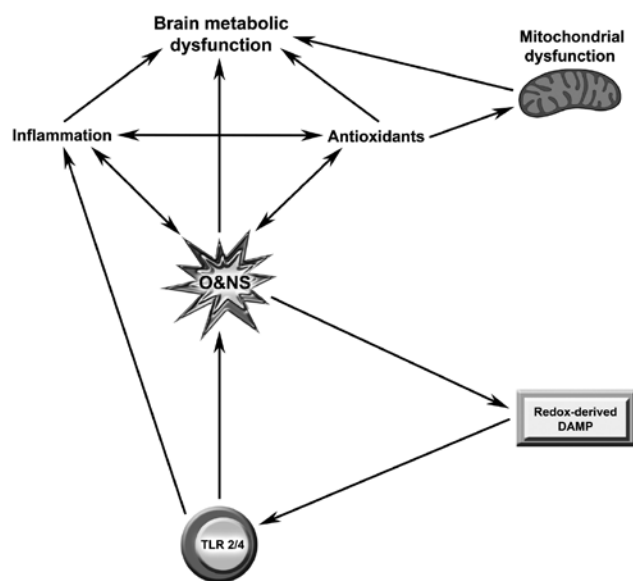 Brain metabolic
dysfunction
Mitochondrial
dysfunction
Inflammation
Antioxidants
O&NS
Redox-derived
DAMP
TLR 2/4